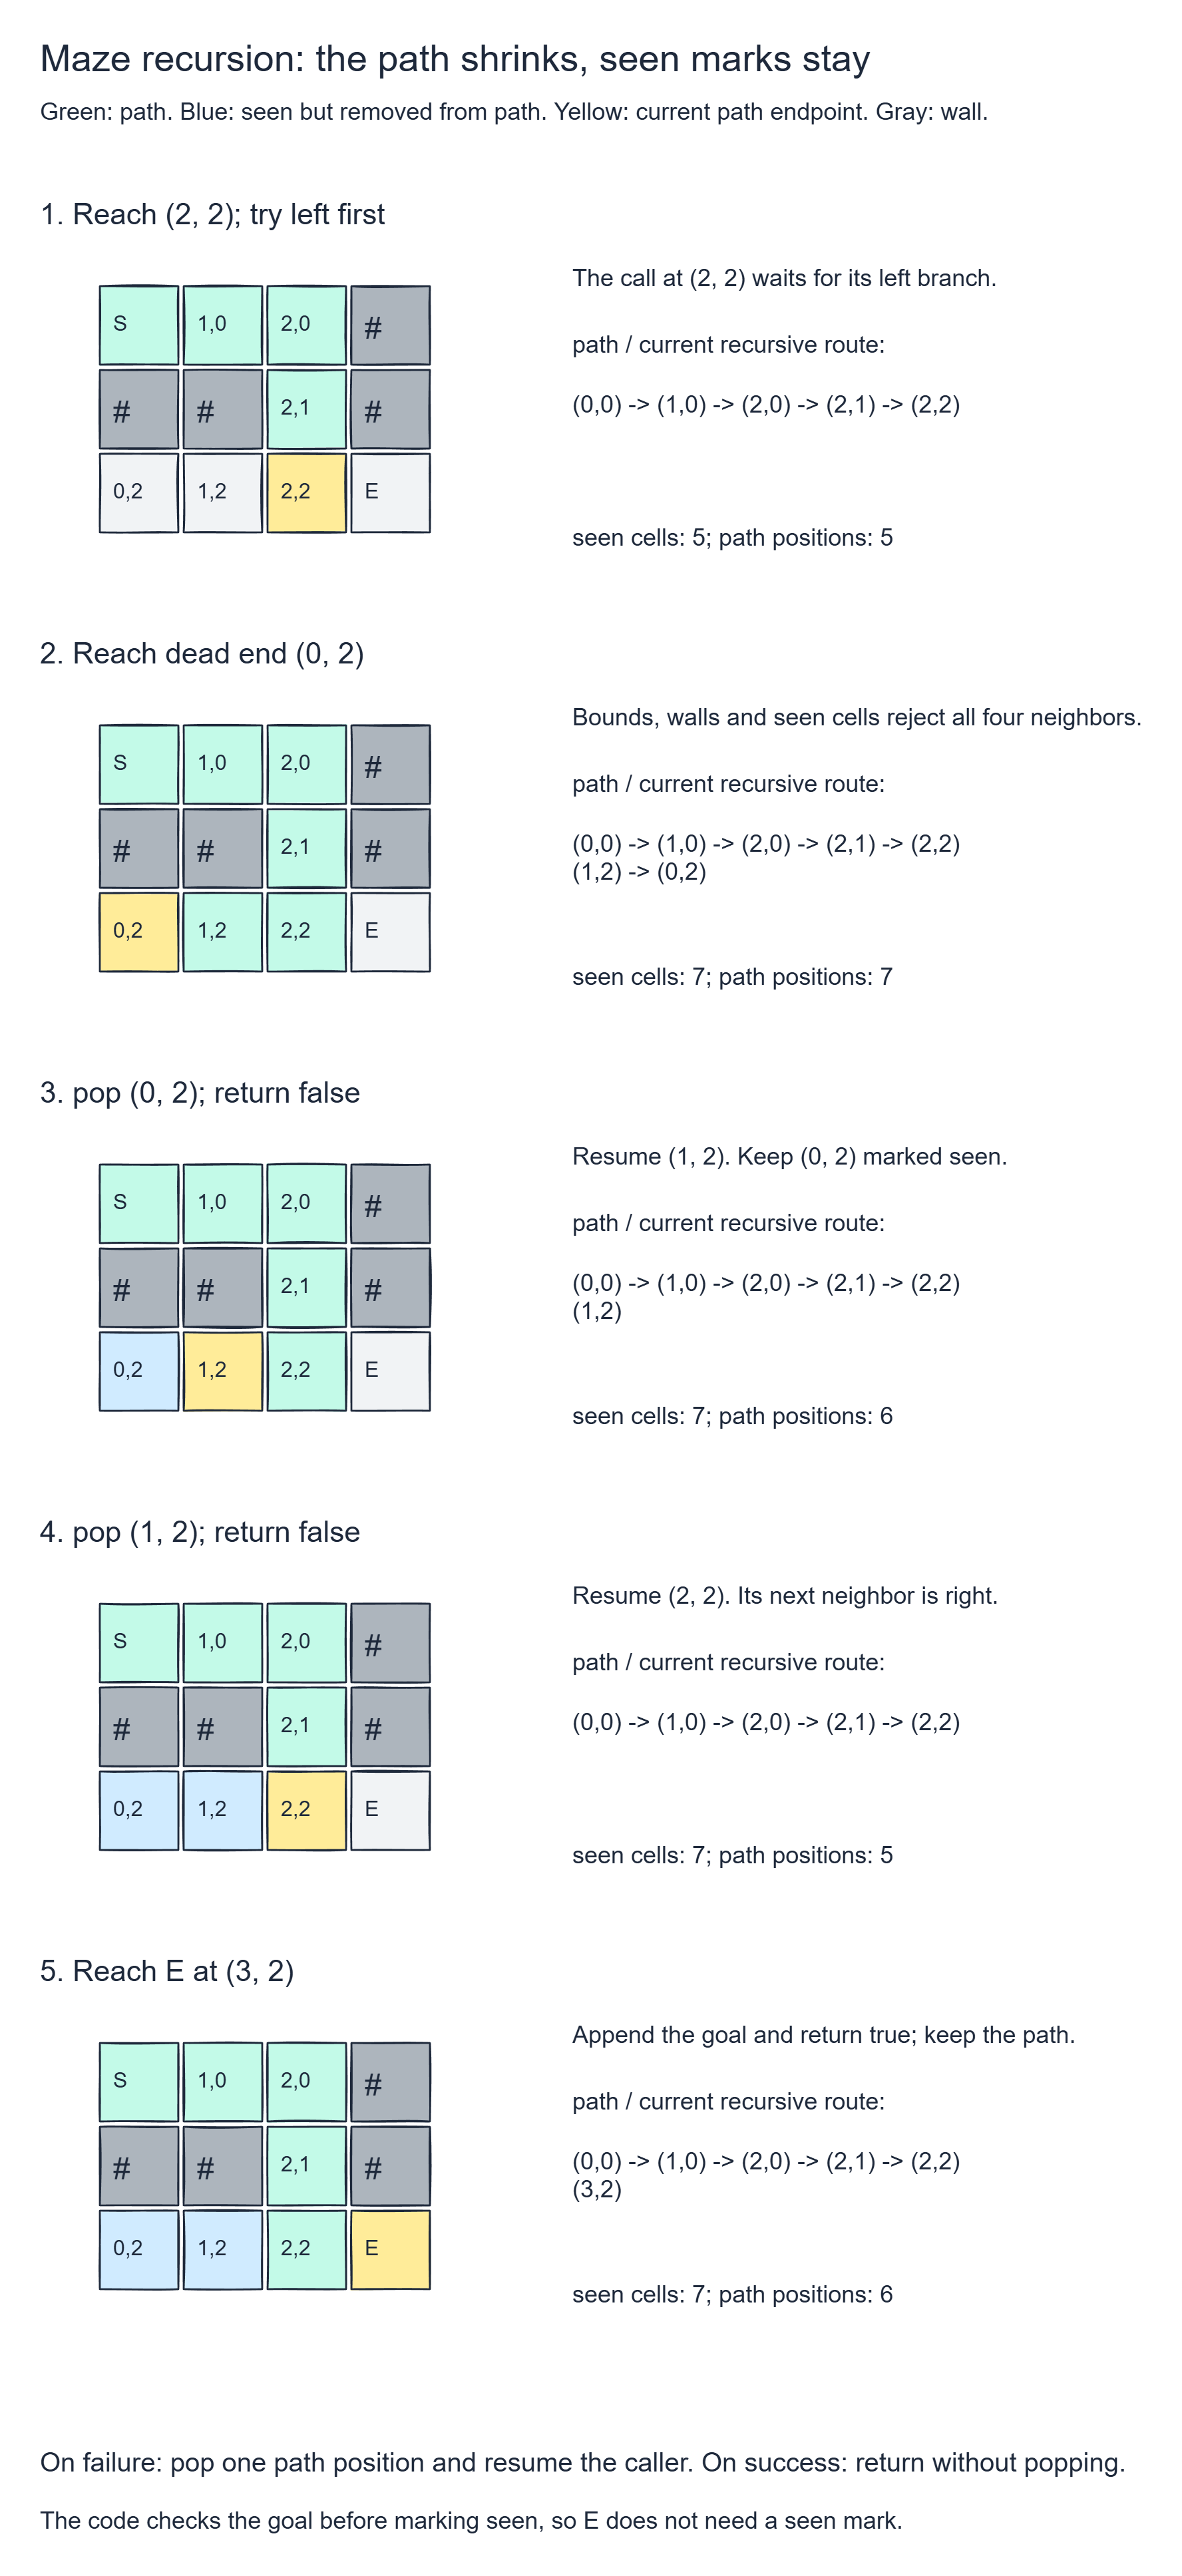 Maze recursion: the path shrinks, seen marks stay
Green: path. Blue: seen but removed from path. Yellow: current path endpoint. Gray: wall.
1. Reach (2, 2); try left first
The call at (2, 2) waits for its left branch.
S 1,0 2,0 #
path / current recursive route:
# # 2,1 #
(0,0) -> (1,0) -> (2,0) -> (2,1) -> (2,2)
0,2 1,2 2,2 E
seen cells: 5; path positions: 5
2. Reach dead end (0, 2)
Bounds, walls and seen cells reject all four neighbors.
S 1,0 2,0 #
path / current recursive route:
# # 2,1 #
(0,0) -> (1,0) -> (2,0) -> (2,1) -> (2,2)
(1,2) -> (0,2)
0,2 1,2 2,2 E
seen cells: 7; path positions: 7
3. pop (0, 2); return false
Resume (1, 2). Keep (0, 2) marked seen.
S 1,0 2,0 #
path / current recursive route:
# # 2,1 #
(0,0) -> (1,0) -> (2,0) -> (2,1) -> (2,2)
(1,2)
0,2 1,2 2,2 E
seen cells: 7; path positions: 6
4. pop (1, 2); return false
Resume (2, 2). Its next neighbor is right.
S 1,0 2,0 #
path / current recursive route:
# # 2,1 #
(0,0) -> (1,0) -> (2,0) -> (2,1) -> (2,2)
0,2 1,2 2,2 E
seen cells: 7; path positions: 5
5. Reach E at (3, 2)
Append the goal and return true; keep the path.
S 1,0 2,0 #
path / current recursive route:
# # 2,1 #
(0,0) -> (1,0) -> (2,0) -> (2,1) -> (2,2)
(3,2)
0,2 1,2 2,2 E
seen cells: 7; path positions: 6
On failure: pop one path position and resume the caller. On success: return without popping.
The code checks the goal before marking seen, so E does not need a seen mark.